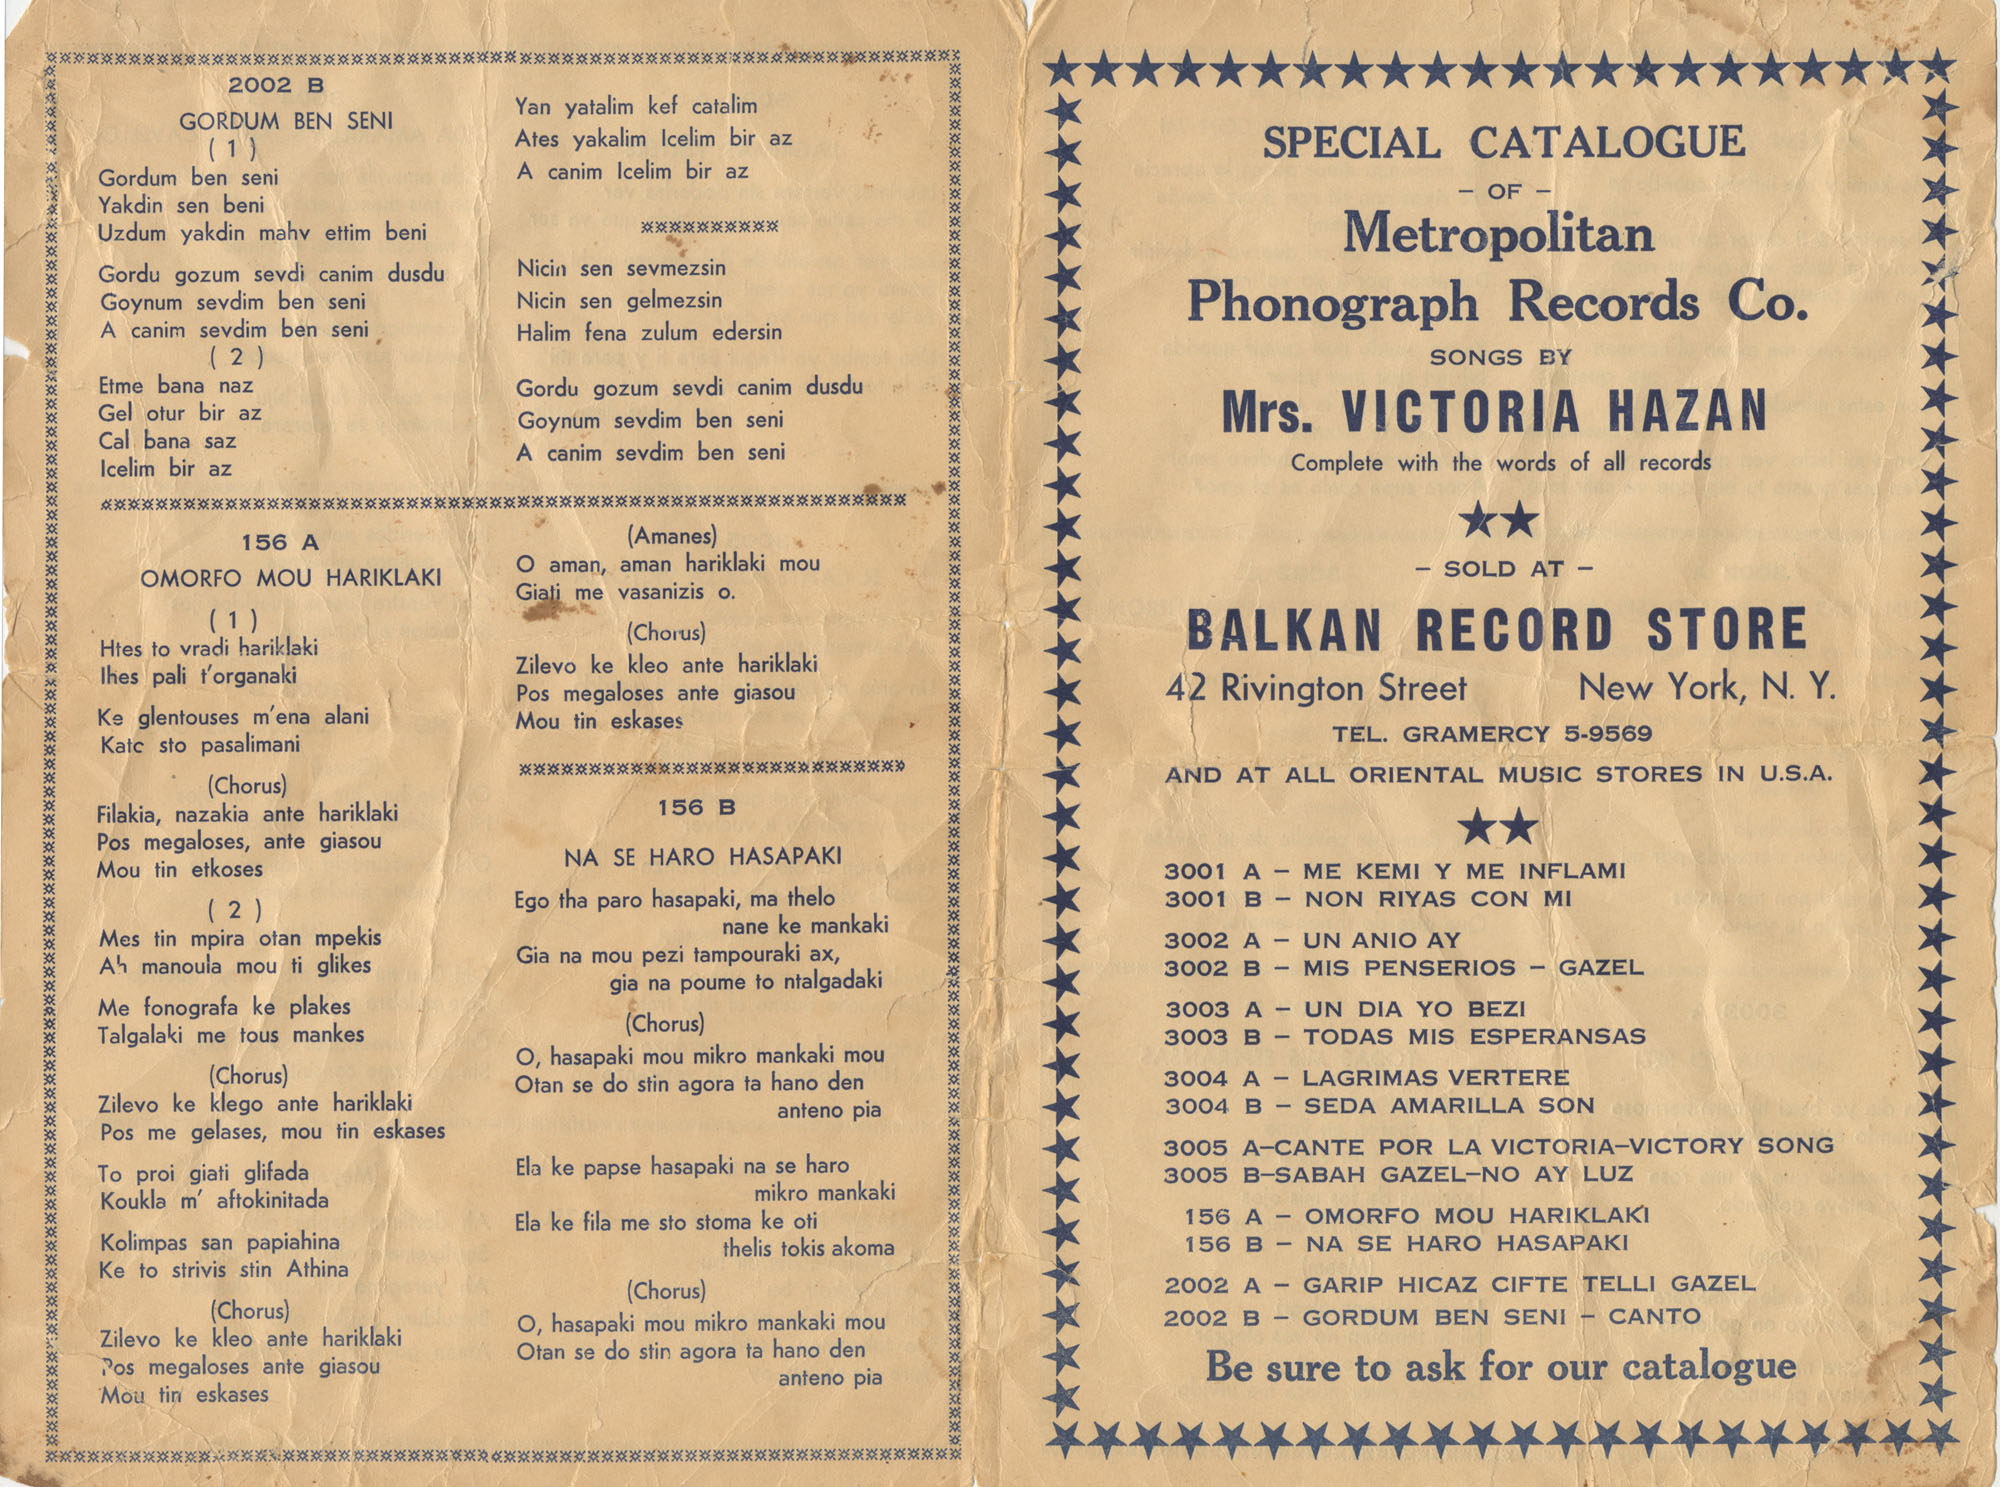 2002 B
GORDUM BEN SENI
( 1 )
Gordum ben seni
Yakdin sen beni
Uzdum yakdin mahv ettim beni
Gordu gozum sevdi canim dusdu
Goynum sevdim ben seni
A canim sevdim ben seni
( 2 )
Etme bana naz
Gel otur bir az
Cal bana saz
Icelim bir az
Yan yatalim kef catalim
Ates yakalim Icelim bir az
A canim Icelim bir az
Nicin sen sevmezsin
Nicin sen gelmezsin
Halim fena zulum edersin
Gordu gozum sevdi canim dusdu
Goynum sevdim ben seni
A canim sevdim ben seni
156 A
OMORFO MOU HARIKLAKI
( 1 )
Htes to vradi hariklaki
Ihes pali t'organaki
Ke glentouses m'ena alani
Kato sto pasalimani
(Chorus)
Filakia, nazakia ante hariklaki
Pos megaloses, ante giasou
Mou tin etkoses
( 2 )
Mes tin mpira otan mpekis
Ah manoula mou ti glikes
Me fonografa ke plakes
Talgalaki me tous mankes
(Chorus)
Zilevo ke klego ante hariklaki
Pos me gelases, mou tin eskases
To proi giati glifada
Koukla m' aftokinitada
Kolimpas san papiahina
Ke to strivis stin Athina
(Chorus)
Zilevo ke kleo ante hariklaki
Pos megaloses ante giasou
Mou tin eskases
(Amanes)
O aman, aman hariklaki mou
Giati me vasanizis o.
(Chorus)
Zilevo ke kleo ante hariklaki
Pos megaloses ante giasou
Mou tin eskases
156 B
NA SE HARO HASAPAKI
Ego tha paro hasapaki, ma thelo
nane ke mankaki
Gia na mou pezi tampouraki ax,
gia na poume to ntalgadaki
(Chorus)
O, hasapaki mou mikro mankaki mou
Otan se do stin agora ta hano den
anteno pia
Ela ke papse hasapaki na se haro
mikro mankaki
Ela ke fila me sto stoma ke oti
thelis tokis akoma
(Chorus)
O, hasapaki mou mikro mankaki mou
Otan se do stin agora ta hano den
anteno pia
SPECIAL CATALOGUE
– OF –
Metropolitan
Phonograph Records Co.
SONGS BY
Mrs. VICTORIA HAZAN
Complete with the words of all records
– SOLD AT –
BALKAN RECORD STORE
42 Rivington Street New York, N. Y.
TEL. GRAMERCY 5-9569
AND AT ALL ORIENTAL MUSIC STORES IN U.S.A.
3001 A – ME KEMI Y ME INFLAMI
3001 B – NON RIYAS CON MI
3002 A – UN ANIO AY
3002 B – MIS PENSERIOS – GAZEL
3003 A – UN DIA YO BEZI
3003 B – TODAS MIS ESPERANSAS
3004 A – LAGRIMAS VERTERE
3004 B – SEDA AMARILLA SON
3005 A–CANTE POR LA VICTORIA–VICTORY SONG
3005 B–SABAH GAZEL–NO AY LUZ
156 A – OMORFO MOU HARIKLAKI
156 B – NA SE HARO HASAPAKI
2002 A – GARIP HICAZ CIFTE TELLI GAZEL
2002 B – GORDUM BEN SENI – CANTO
Be sure to ask for our catalogue